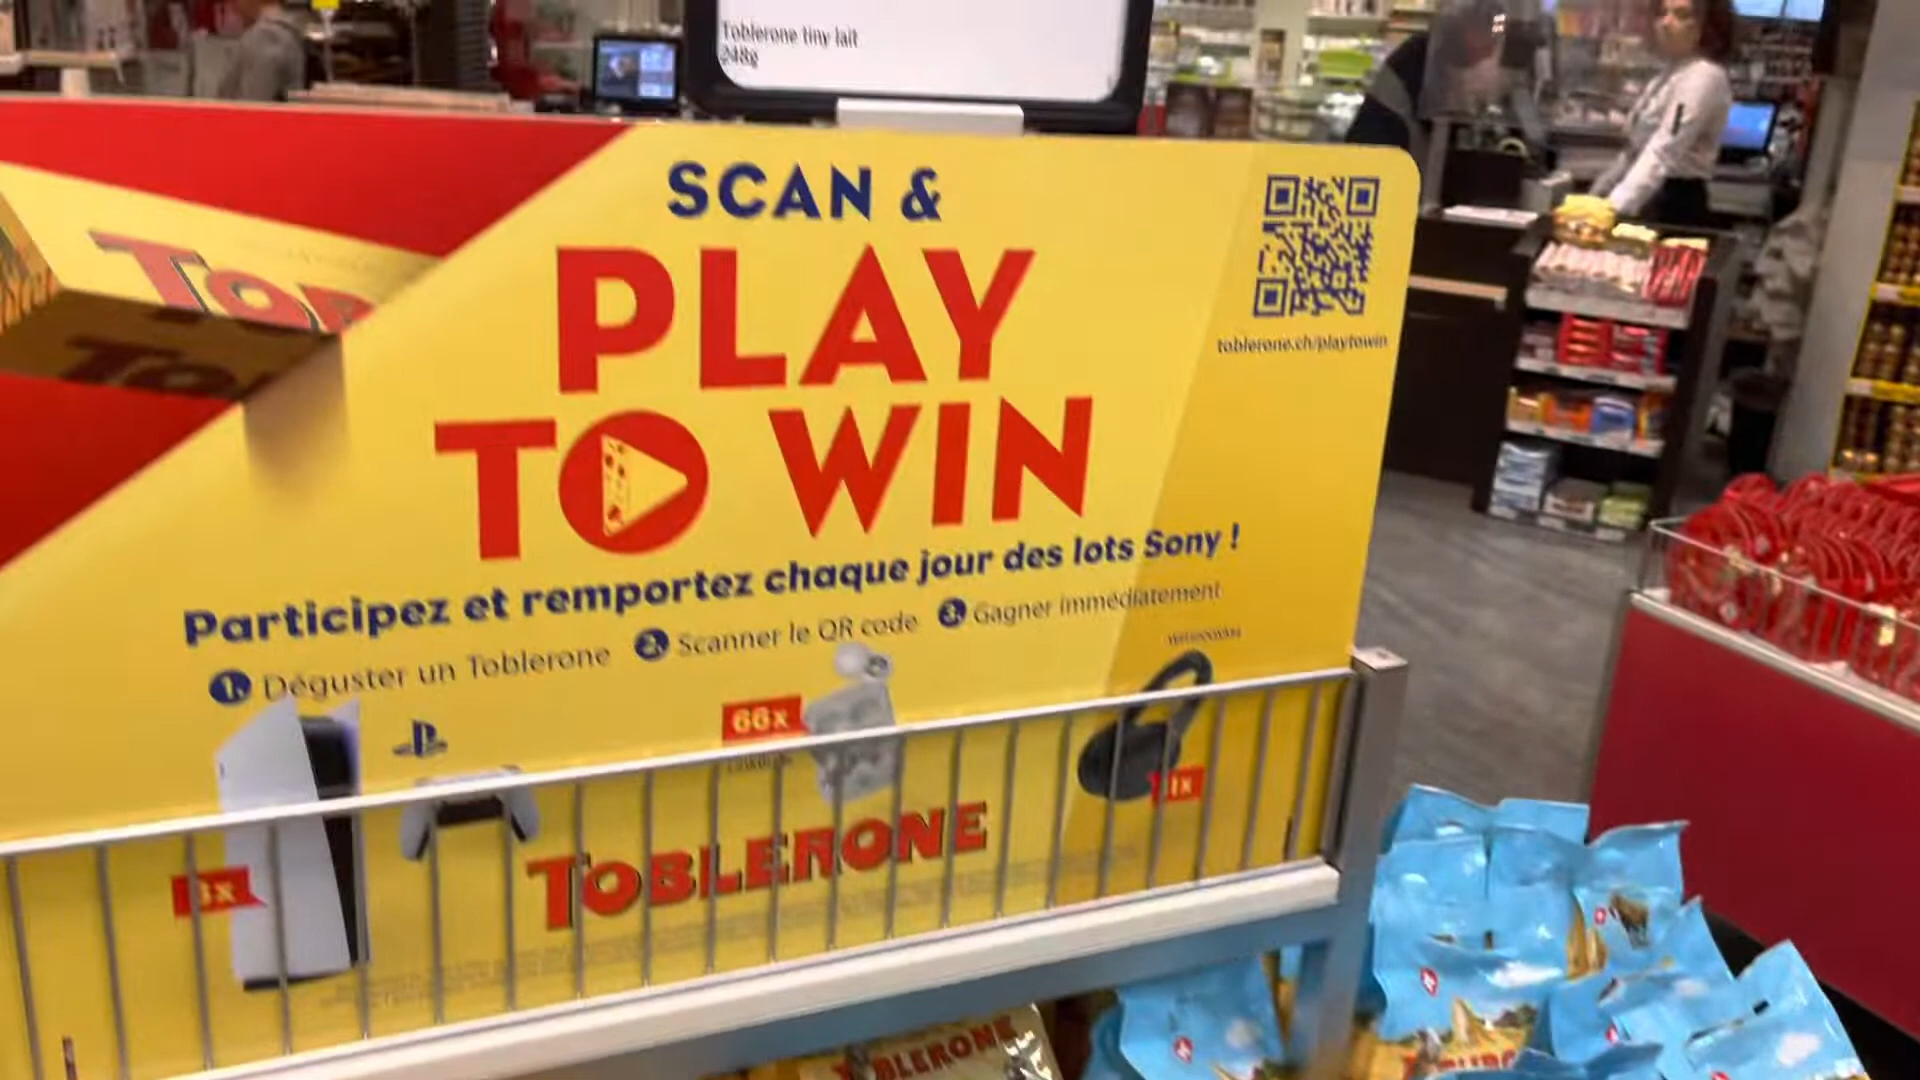 Toblerone tiny lait
248g
SCAN &
PLAY
TO WIN
toblerone.ch/playtowin
Participez et remportez chaque jour des lots Sony !
1. Déguster un Toblerone 2. Scanner le QR code 3. Gagner immédiatement
66x
3x
TOBLERONE
TOBLERONE